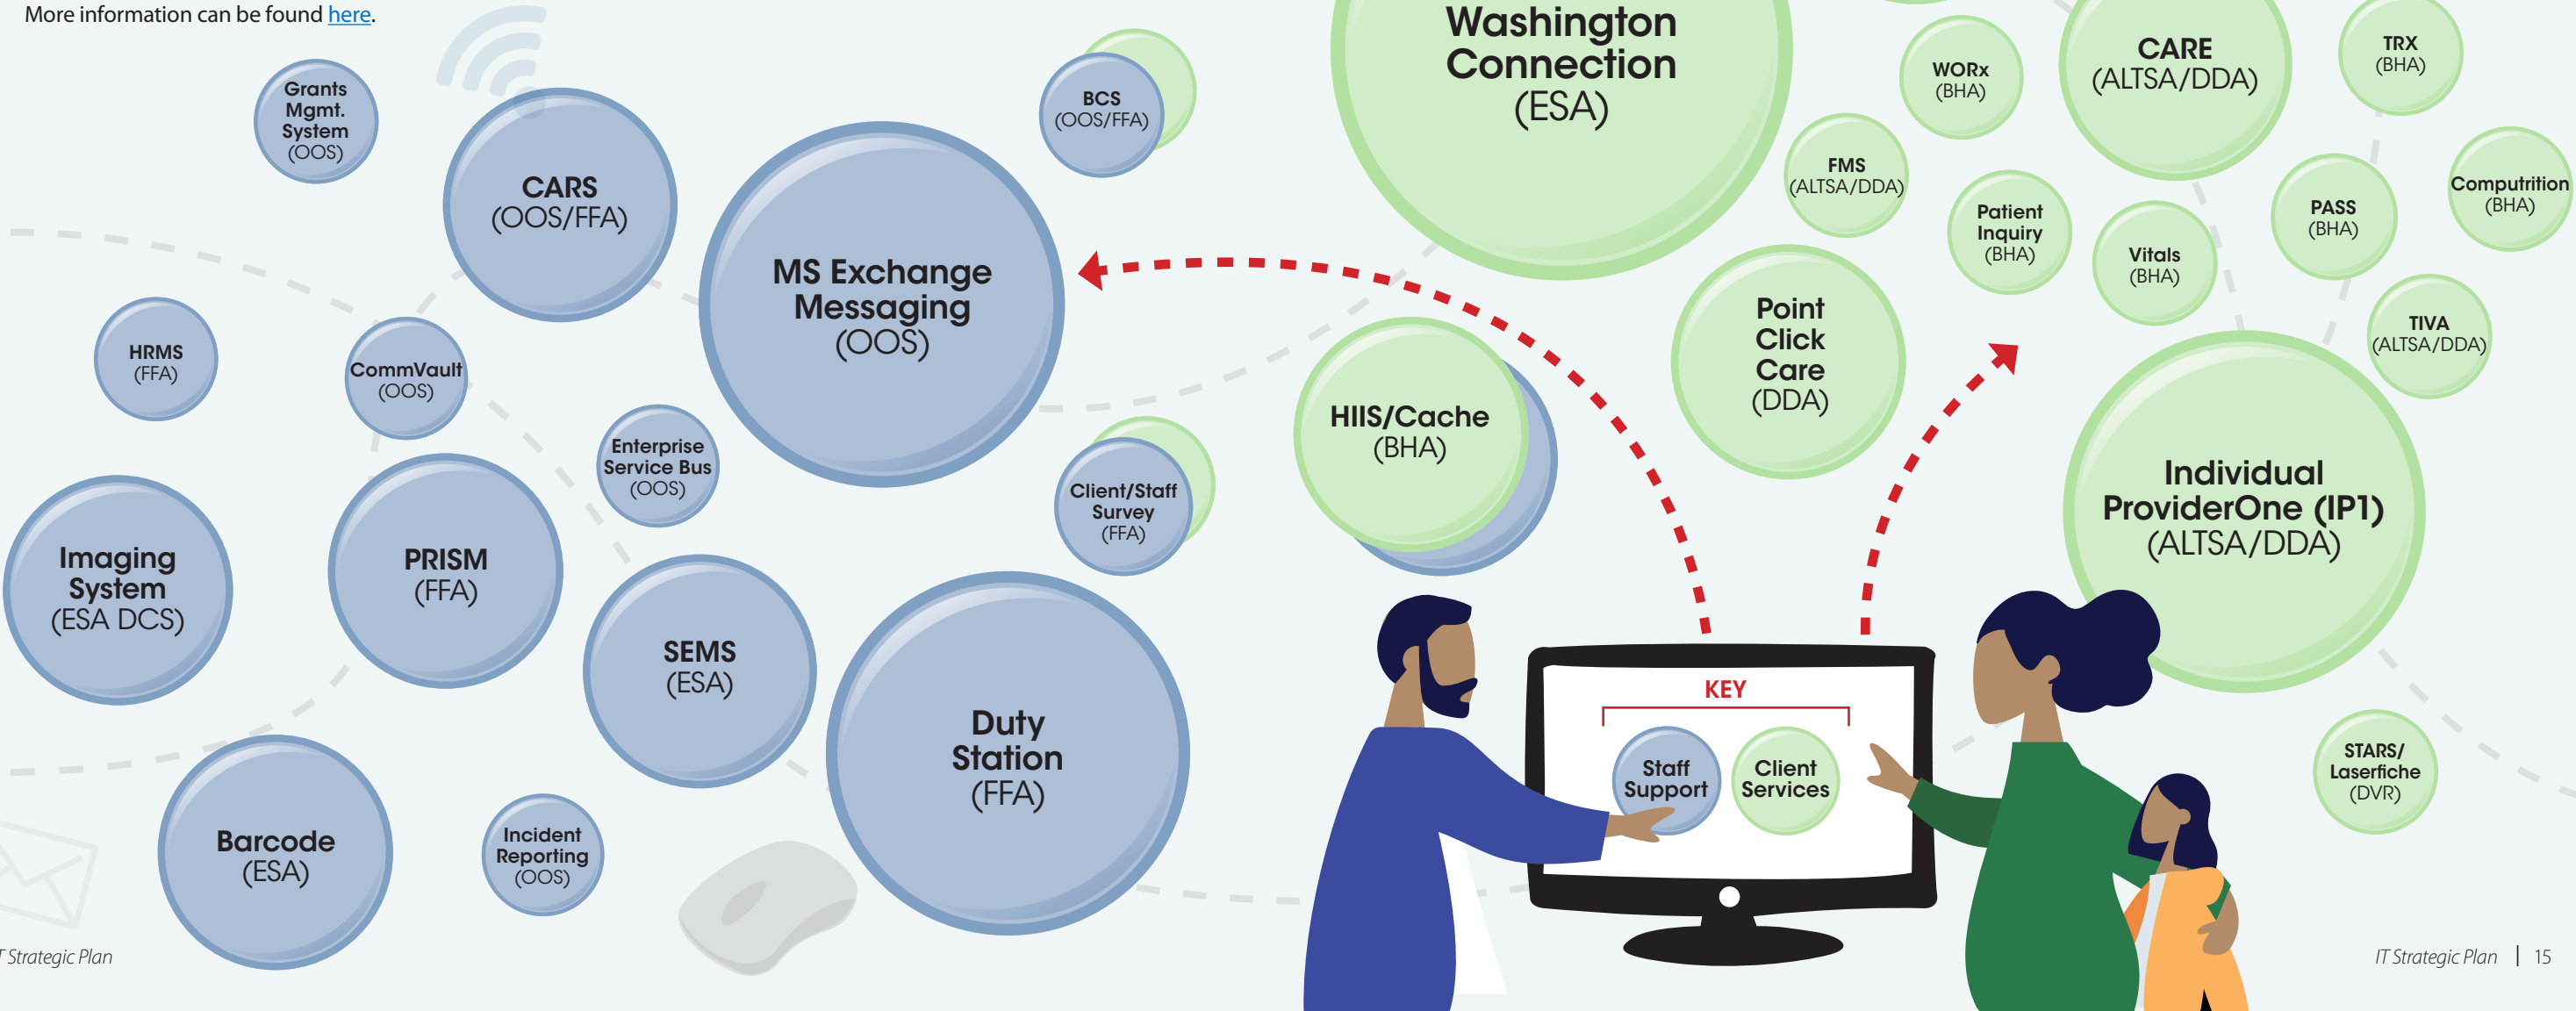 More information can be found here.
Grants
Mgmt.
System
(OOS)
CARS
(OOS/FFA)
MS Exchange
Messaging
(OOS)
BCS
(OOS/FFA)
HRMS
(FFA)
CommVault
(OOS)
Enterprise
Service Bus
(OOS)
Client/Staff
Survey
(FFA)
Imaging
System
(ESA DCS)
PRISM
(FFA)
SEMS
(ESA)
Duty
Station
(FFA)
Barcode
(ESA)
Incident
Reporting
(OOS)
Washington
Connection
(ESA)
WORx
(BHA)
CARE
(ALTSA/DDA)
TRX
(BHA)
FMS
(ALTSA/DDA)
Patient
Inquiry
(BHA)
Vitals
(BHA)
PASS
(BHA)
Computrition
(BHA)
Point
Click
Care
(DDA)
TIVA
(ALTSA/DDA)
HIIS/Cache
(BHA)
Individual
ProviderOne (IP1)
(ALTSA/DDA)
KEY
Staff
Support
Client
Services
STARS/
Laserfiche
(DVR)
T Strategic Plan
IT Strategic Plan | 15